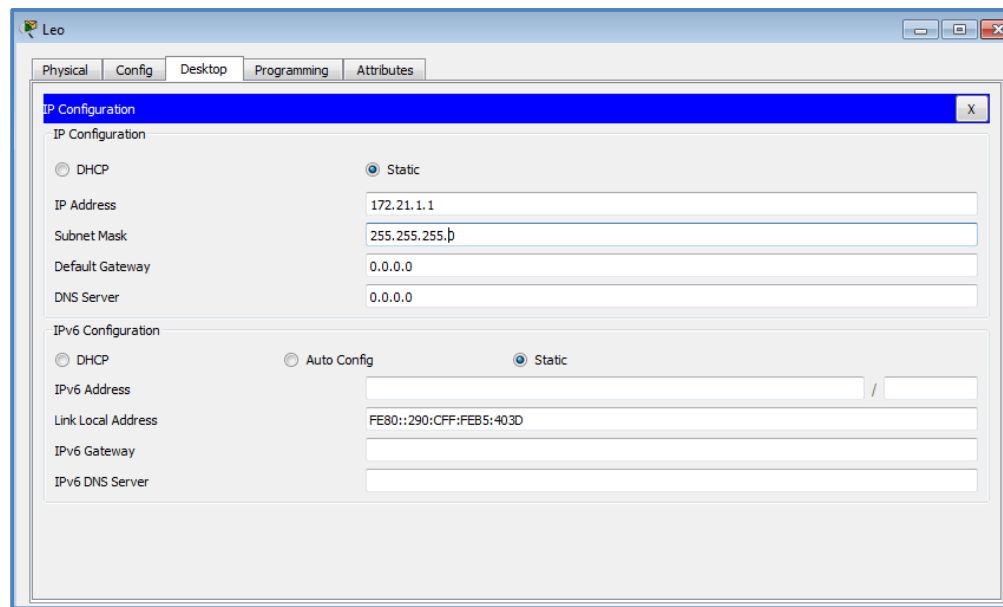 Leo
Physical Config Desktop Programming Attributes
IP Configuration X
IP Configuration
DHCP Static
IP Address 172.21.1.1
Subnet Mask 255.255.255.0
Default Gateway 0.0.0.0
DNS Server 0.0.0.0
IPv6 Configuration
DHCP Auto Config Static
IPv6 Address /
Link Local Address FE80::290:CFF:FEB5:403D
IPv6 Gateway
IPv6 DNS Server